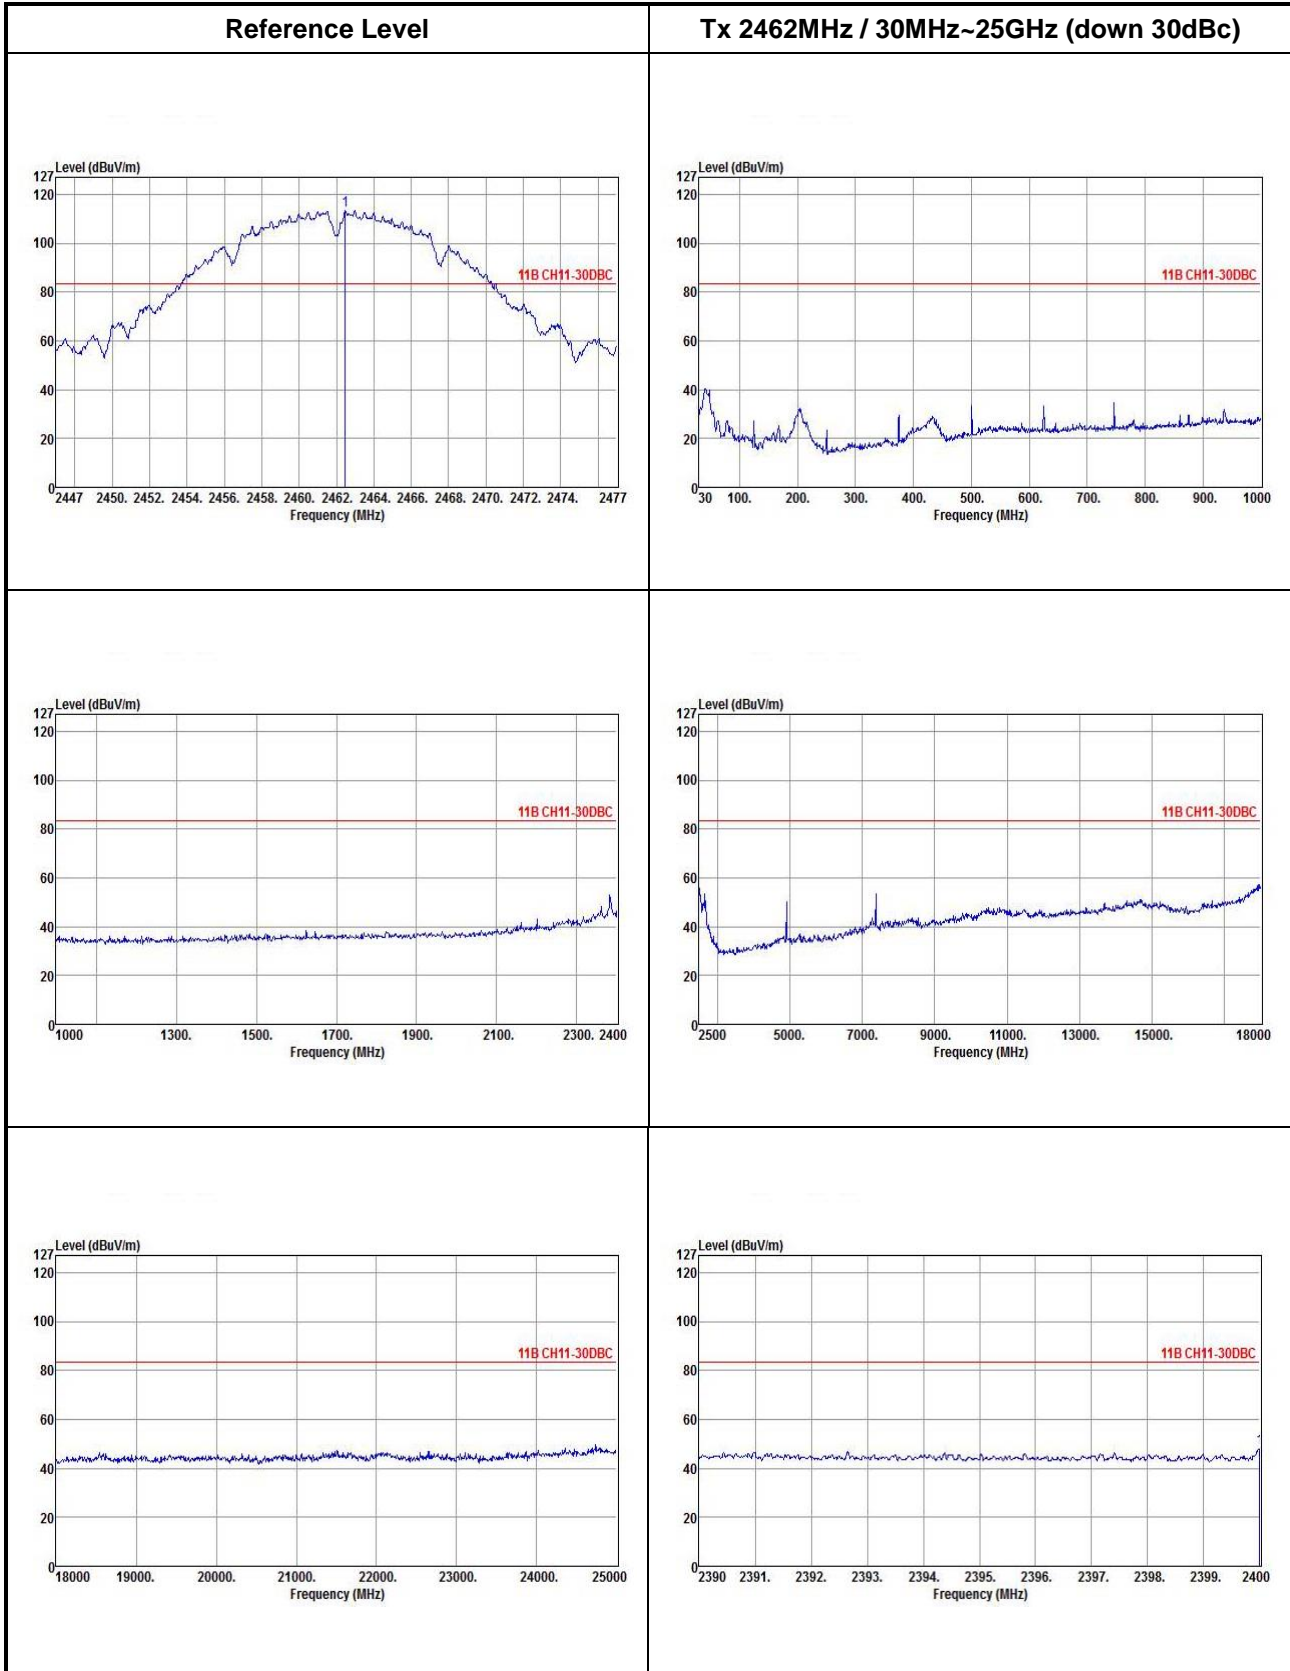 Reference Level
Tx 2462MHz / 30MHz~25GHz (down 30dBc)
Level (dBuV/m)
127
120
100
80
60
40
20
0
1
11B CH11-30DBC
2447 2450. 2452. 2454. 2456. 2458. 2460. 2462. 2464. 2466. 2468. 2470. 2472. 2474. 2477
Frequency (MHz)
Level (dBuV/m)
127
120
100
80
60
40
20
0
11B CH11-30DBC
30 100. 200. 300. 400. 500. 600. 700. 800. 900. 1000
Frequency (MHz)
Level (dBuV/m)
127
120
100
80
60
40
20
0
11B CH11-30DBC
1000 1300. 1500. 1700. 1900. 2100. 2300. 2400
Frequency (MHz)
Level (dBuV/m)
127
120
100
80
60
40
20
0
11B CH11-30DBC
2500 5000. 7000. 9000. 11000. 13000. 15000. 18000
Frequency (MHz)
Level (dBuV/m)
127
120
100
80
60
40
20
0
11B CH11-30DBC
18000 19000. 20000. 21000. 22000. 23000. 24000. 25000
Frequency (MHz)
Level (dBuV/m)
127
120
100
80
60
40
20
0
11B CH11-30DBC
2390 2391. 2392. 2393. 2394. 2395. 2396. 2397. 2398. 2399. 2400
Frequency (MHz)